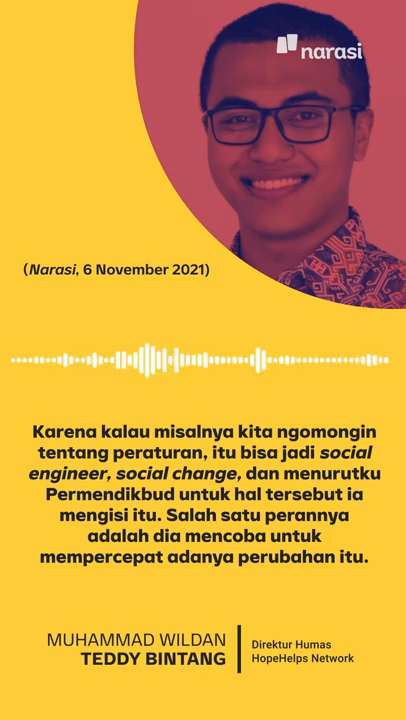 narasi
(Narasi, 6 November 2021)
Karena kalau misalnya kita ngomongin
tentang peraturan, itu bisa jadi social
engineer, social change, dan menurutku
Permendikbud untuk hal tersebut ia
mengisi itu. Salah satu perannya
adalah dia mencoba untuk
mempercepat adanya perubahan itu.
MUHAMMAD WILDAN
TEDDY BINTANG
Direktur Humas
HopeHelps Network